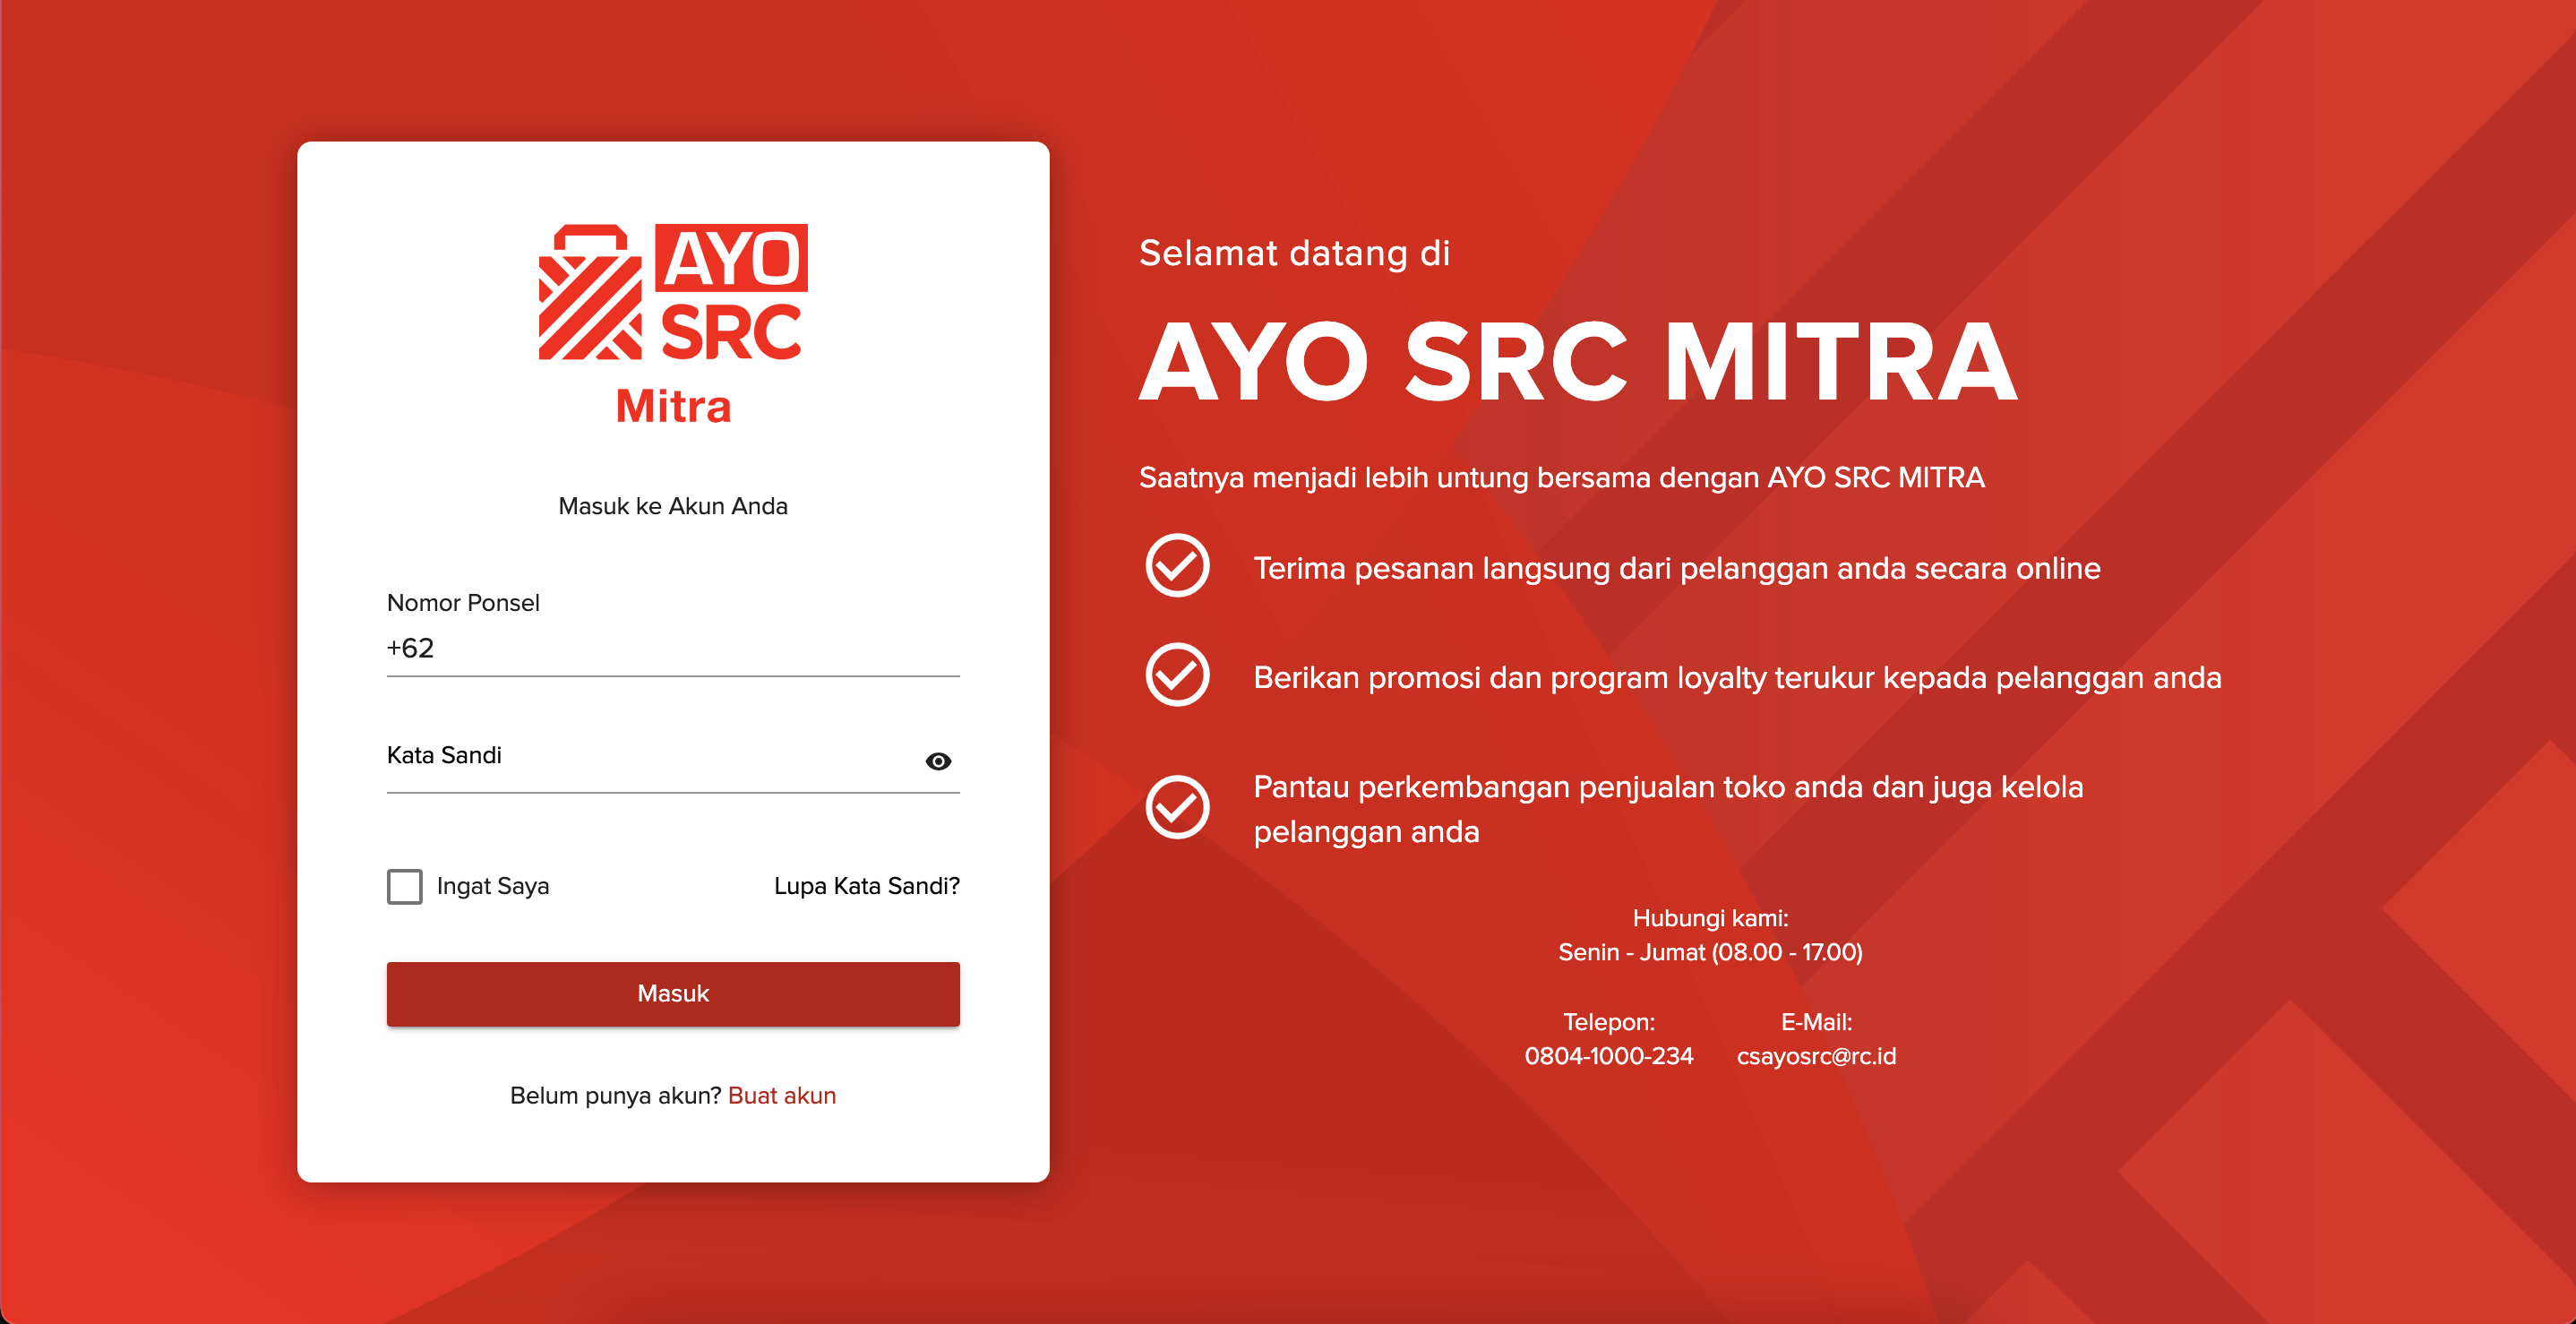 AYO
SRC
Mitra
Masuk ke Akun Anda
Nomor Ponsel
+62
Kata Sandi
Ingat Saya
Lupa Kata Sandi?
Masuk
Belum punya akun? Buat akun
Selamat datang di
AYO SRC MITRA
Saatnya menjadi lebih untung bersama dengan AYO SRC MITRA
Terima pesanan langsung dari pelanggan anda secara online
Berikan promosi dan program loyalty terukur kepada pelanggan anda
Pantau perkembangan penjualan toko anda dan juga kelola
pelanggan anda
Hubungi kami:
Senin - Jumat (08.00 - 17.00)
Telepon:
0804-1000-234
E-Mail:
csayosrc@rc.id